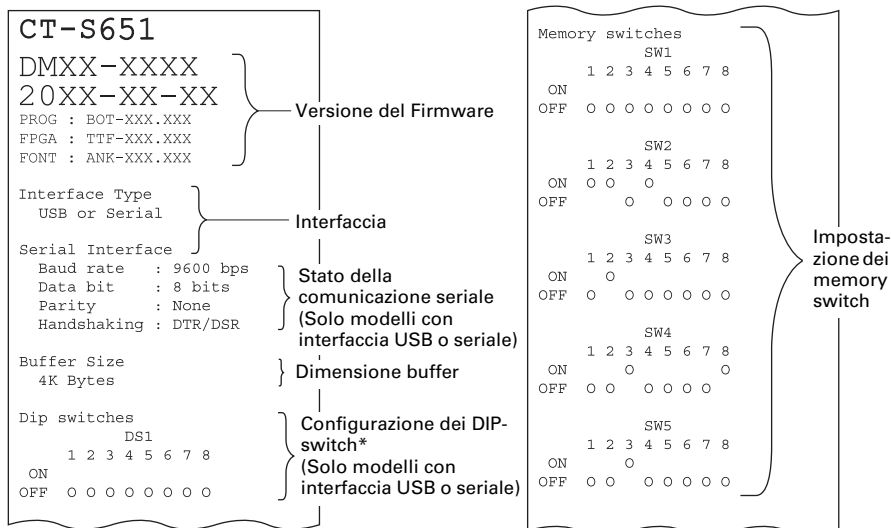 CT-S651
DMXX-XXXX
20XX-XX-XX
PROG : BOT-XXX.XXX
FPGA : TTF-XXX.XXX
FONT : ANK-XXX.XXX
Versione del Firmware
Interface Type
USB or Serial
Interfaccia
Serial Interface
Baud rate : 9600 bps
Data bit : 8 bits
Parity : None
Handshaking : DTR/DSR
Stato della
comunicazione seriale
(Solo modelli con
interfaccia USB o seriale)
Buffer Size
4K Bytes
Dimensione buffer
Dip switches
DS1
1 2 3 4 5 6 7 8
ON
OFF O O O O O O O O
Configurazione dei DIP-
switch*
(Solo modelli con
interfaccia USB o seriale)
Memory switches
SW1
1 2 3 4 5 6 7 8
ON
OFF O O O O O O O O
SW2
1 2 3 4 5 6 7 8
ON O O O
OFF O O O O O
SW3
1 2 3 4 5 6 7 8
ON O
OFF O O O O O O O
SW4
1 2 3 4 5 6 7 8
ON O O
OFF O O O O O O
SW5
1 2 3 4 5 6 7 8
ON O
OFF O O O O O O O
Imposta-
zione dei
memory
switch